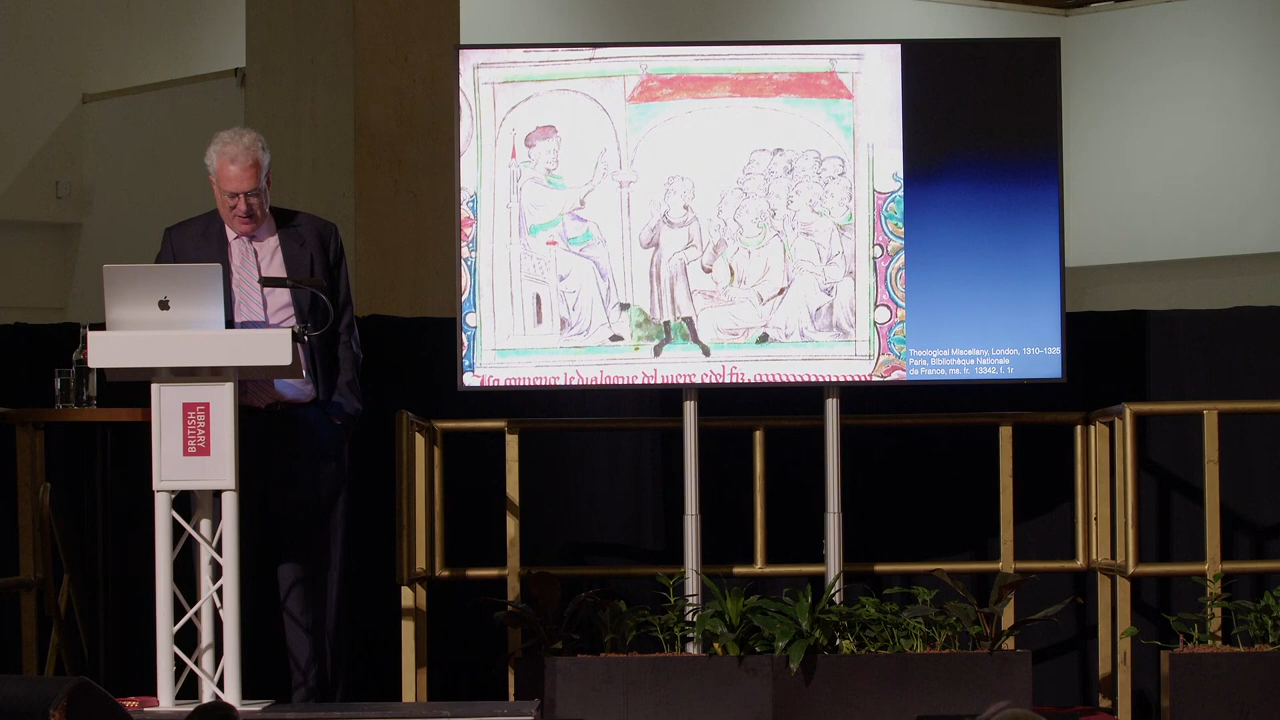 LIBRARY
BRITISH
Theological Miscellany, London, 1310–1325
Paris, Bibliothèque Nationale
de France, ms. fr. 13342, f. 1r